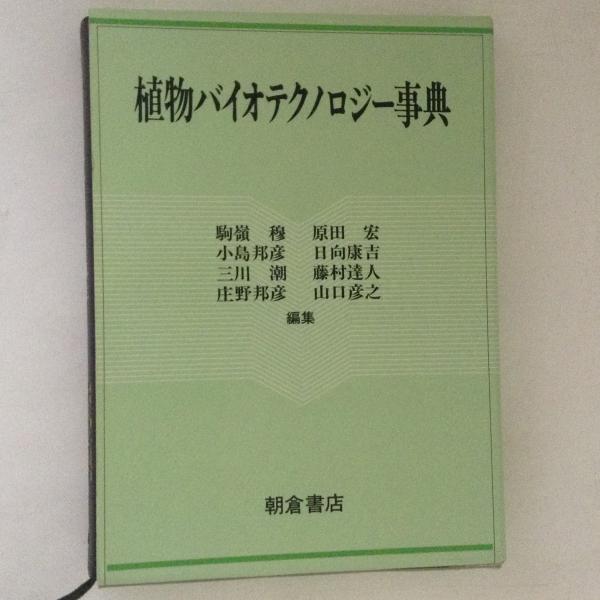 植物バイオテクノロジー事典
駒嶺 穆 原田 宏
小島邦彦 日向康吉
三川 潮 藤村達人
庄野邦彦 山口彦之
編集
朝倉書店